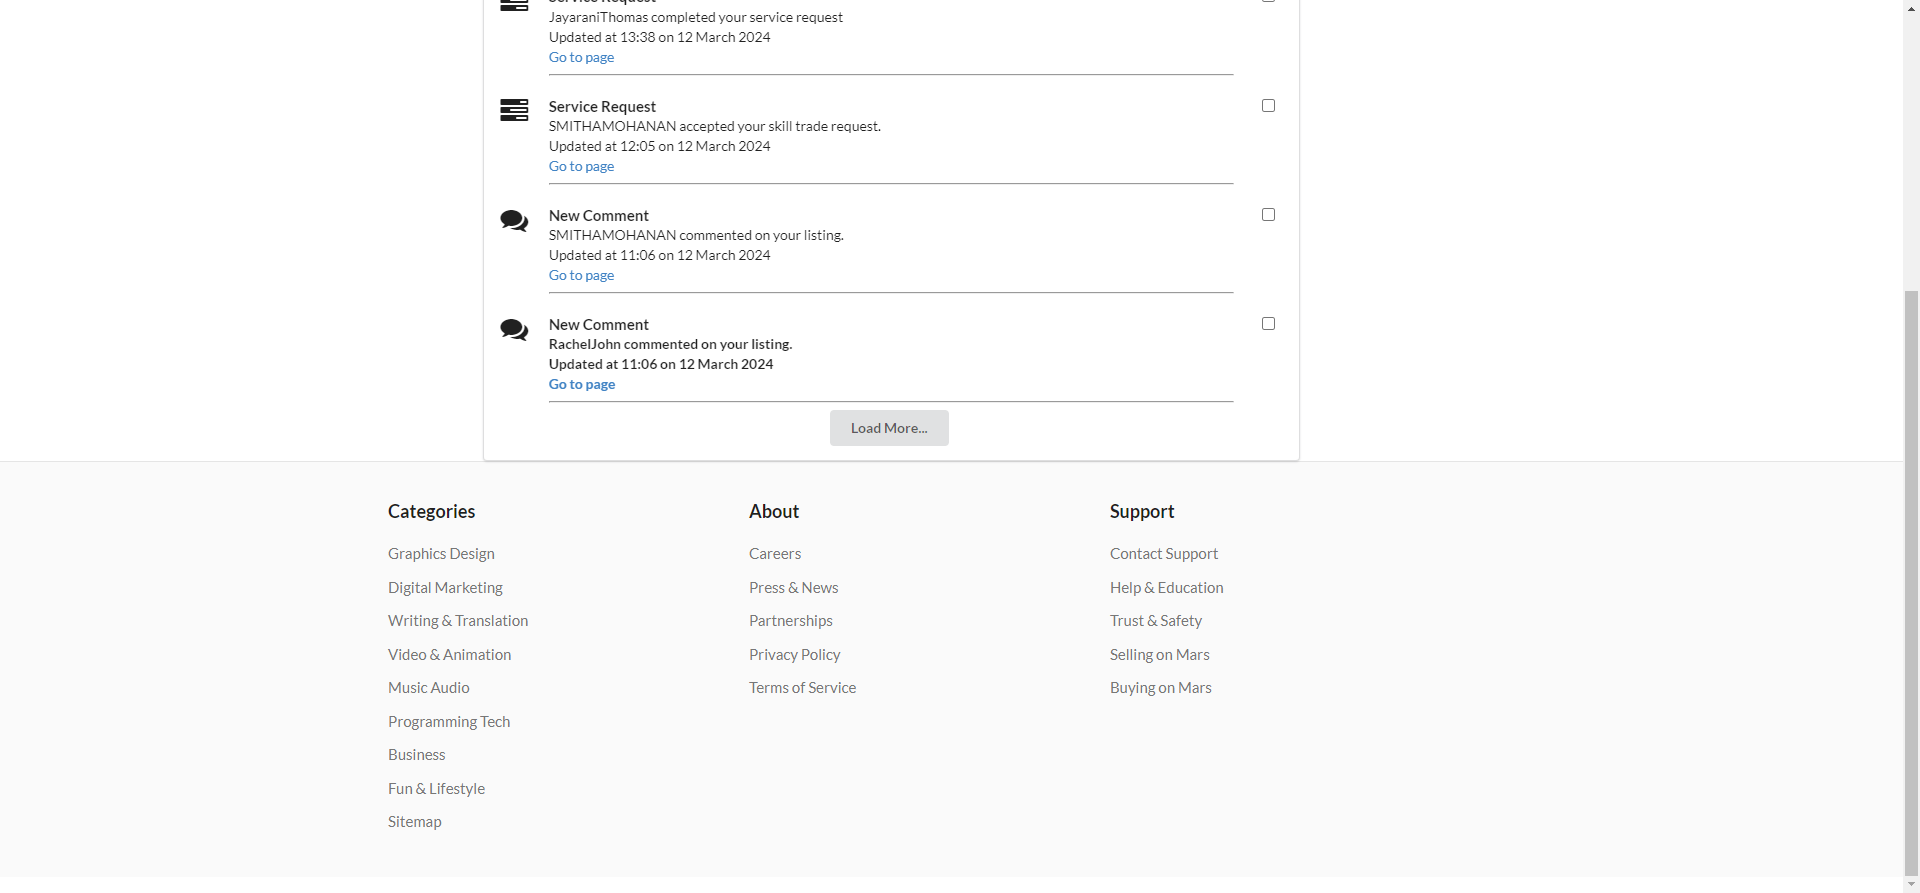 Service Request
JayaraniThomas completed your service request
Updated at 13:38 on 12 March 2024
Go to page
Service Request
SMITHAMOHANAN accepted your skill trade request.
Updated at 12:05 on 12 March 2024
Go to page
New Comment
SMITHAMOHANAN commented on your listing.
Updated at 11:06 on 12 March 2024
Go to page
New Comment
RachelJohn commented on your listing.
Updated at 11:06 on 12 March 2024
Go to page
Load More...
Categories
Graphics Design
Digital Marketing
Writing & Translation
Video & Animation
Music Audio
Programming Tech
Business
Fun & Lifestyle
Sitemap
About
Careers
Press & News
Partnerships
Privacy Policy
Terms of Service
Support
Contact Support
Help & Education
Trust & Safety
Selling on Mars
Buying on Mars